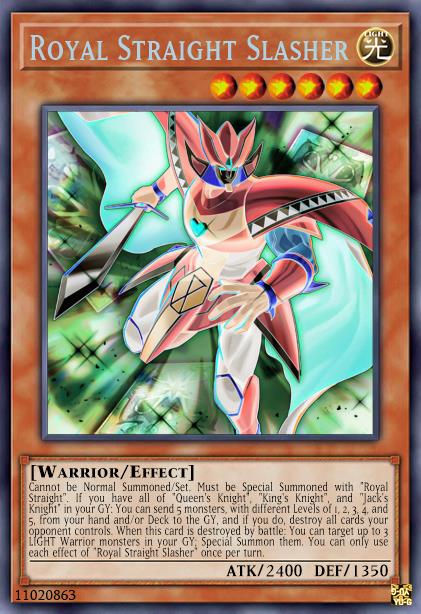 ROYAL STRAIGHT SLASHER
LIGHT
光
[WARRIOR/EFFECT]
Cannot be Normal Summoned/Set. Must be Special Summoned with "Royal
Straight". If you have all of "Queen's Knight", "King's Knight", and "Jack's
Knight" in your GY: You can send 5 monsters, with different Levels of 1, 2, 3, 4, and
5, from your hand and/or Deck to the GY, and if you do, destroy all cards your
opponent controls. When this card is destroyed by battle: You can target up to 3
LIGHT Warrior monsters in your GY; Special Summon them. You can only use
each effect of "Royal Straight Slasher" once per turn.
ATK/2400 DEF/1350
11020863